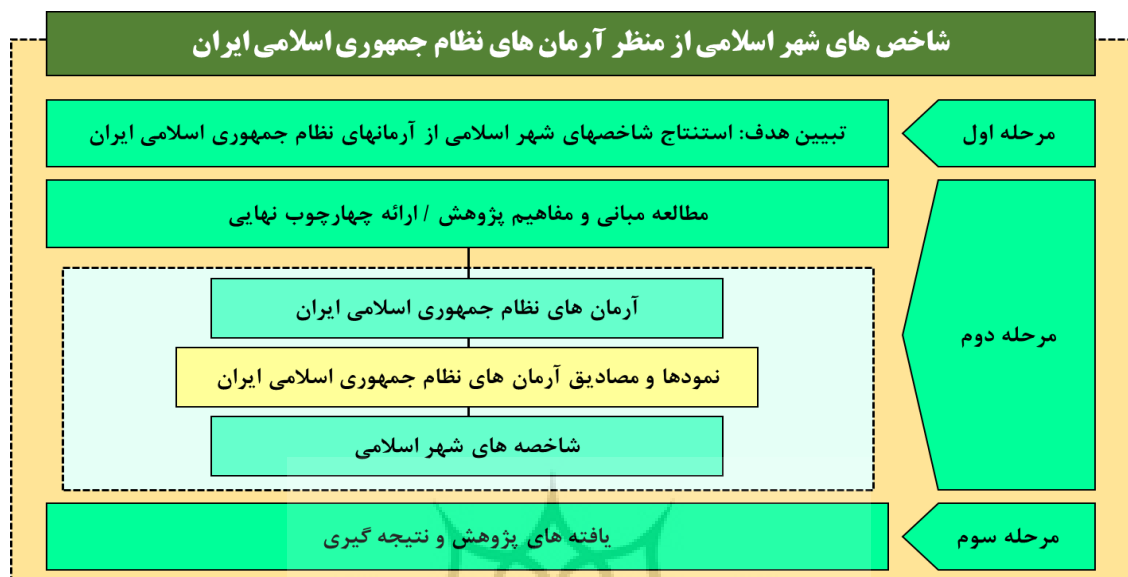 شاخص های شهر اسلامی از منظر آرمان های نظام جمهوری اسلامی ایران
مرحله اول
تبیین هدف: استنتاج شاخصهای شهر اسلامی از آرمانهای نظام جمهوری اسلامی ایران
مرحله دوم
مطالعه مبانی و مفاهیم پژوهش / ارائه چهارچوب نهایی
آرمان های نظام جمهوری اسلامی ایران
نمودها و مصادیق آرمان های نظام جمهوری اسلامی ایران
شاخصه های شهر اسلامی
مرحله سوم
یافته های پژوهش و نتیجه گیری